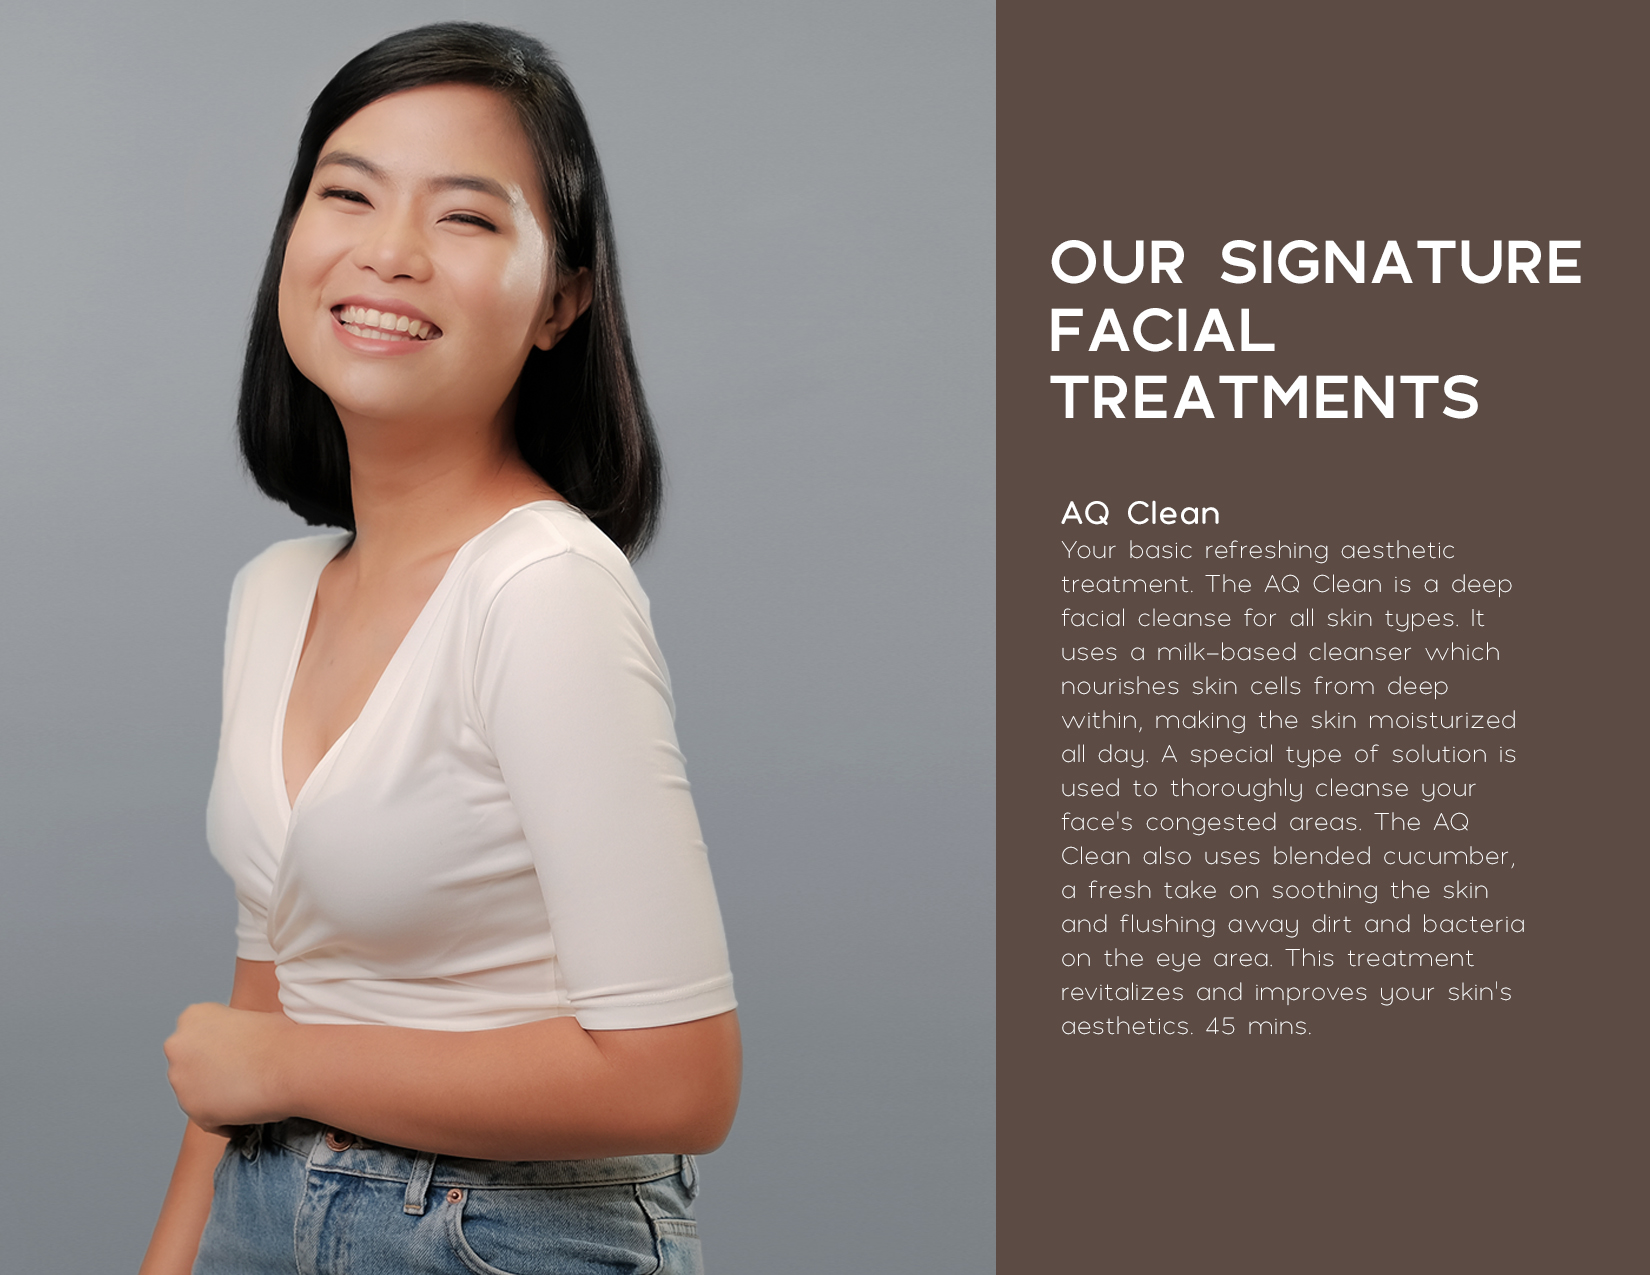 OUR SIGNATURE
FACIAL
TREATMENTS
AQ Clean
Your basic refreshing aesthetic
treatment. The AQ Clean is a deep
facial cleanse for all skin types. It
uses a milk-based cleanser which
nourishes skin cells from deep
within, making the skin moisturized
all day. A special type of solution is
used to thoroughly cleanse your
face's congested areas. The AQ
Clean also uses blended cucumber,
a fresh take on soothing the skin
and flushing away dirt and bacteria
on the eye area. This treatment
revitalizes and improves your skin's
aesthetics. 45 mins.